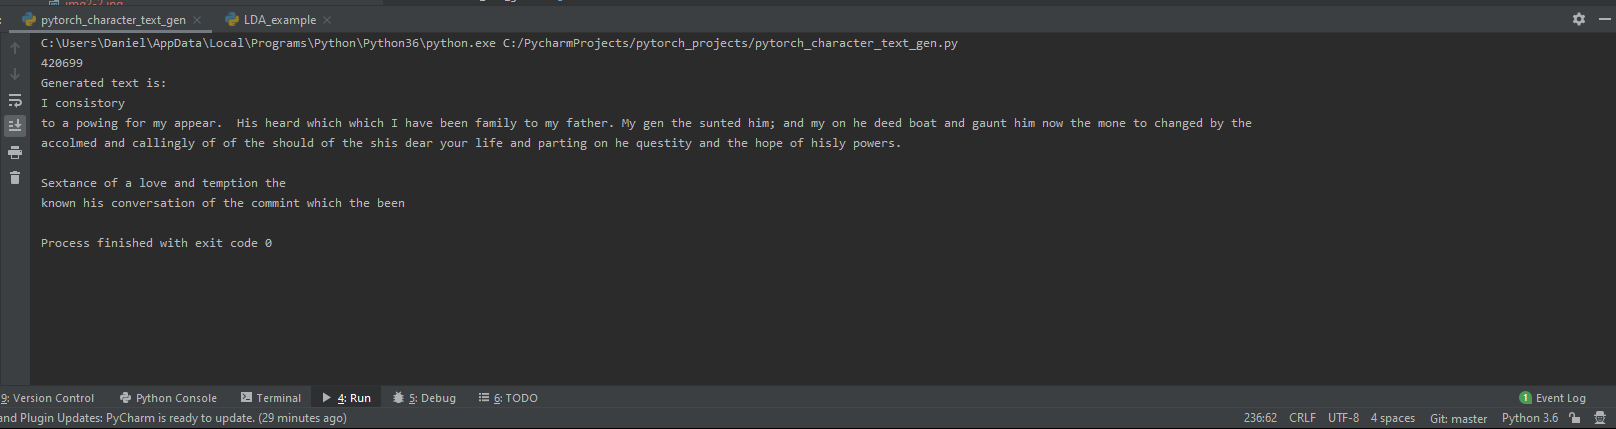 pytorch_character_text_gen
LDA_example
C:\Users\Daniel\AppData\Local\Programs\Python\Python36\python.exe C:/PycharmProjects/pytorch_projects/pytorch_character_text_gen.py
420699
Generated text is:
I consistory
to a powing for my appear.  His heard which which I have been family to my father. My gen the sunted him; and my on he deed boat and gaunt him now the mone to changed by the
accolmed and callingly of of the should of the shis dear your life and parting on he questity and the hope of hisly powers.
Sextance of a love and temption the
known his conversation of the commint which the been
Process finished with exit code 0
9: Version Control Python Console Terminal 4: Run 5: Debug 6: TODO 1 Event Log
and Plugin Updates: PyCharm is ready to update. (29 minutes ago) 236:62 CRLF UTF-8 4 spaces Git: master Python 3.6